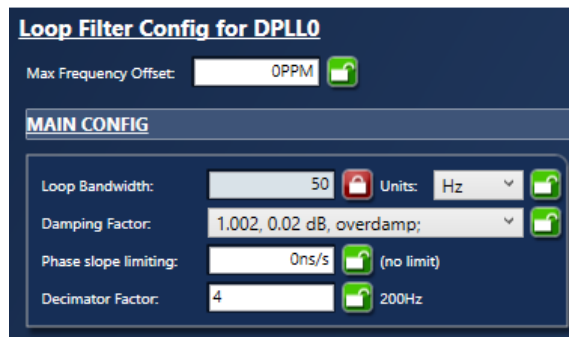 Loop Filter Config for DPLL0
Max Frequency Offset: 0PPM
MAIN CONFIG
Loop Bandwidth: 50 Units: Hz
Damping Factor: 1.002, 0.02 dB, overdamp;
Phase slope limiting: 0ns/s (no limit)
Decimator Factor: 4 200Hz